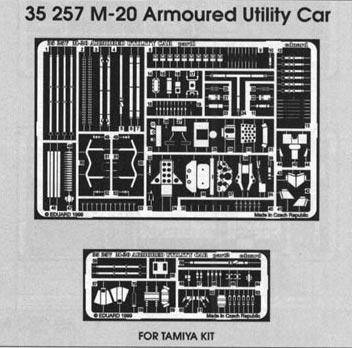 35 257 M-20 Armoured Utility Car
35 257 M-20 ARMOURED UTILITY CAR part1 eduard
© EDUARD 1999
Made in Czech Republic
35 257 M-20 ARMOURED UTILITY CAR part2 eduard
© EDUARD 1999
Made in Czech Republic
FOR TAMIYA KIT